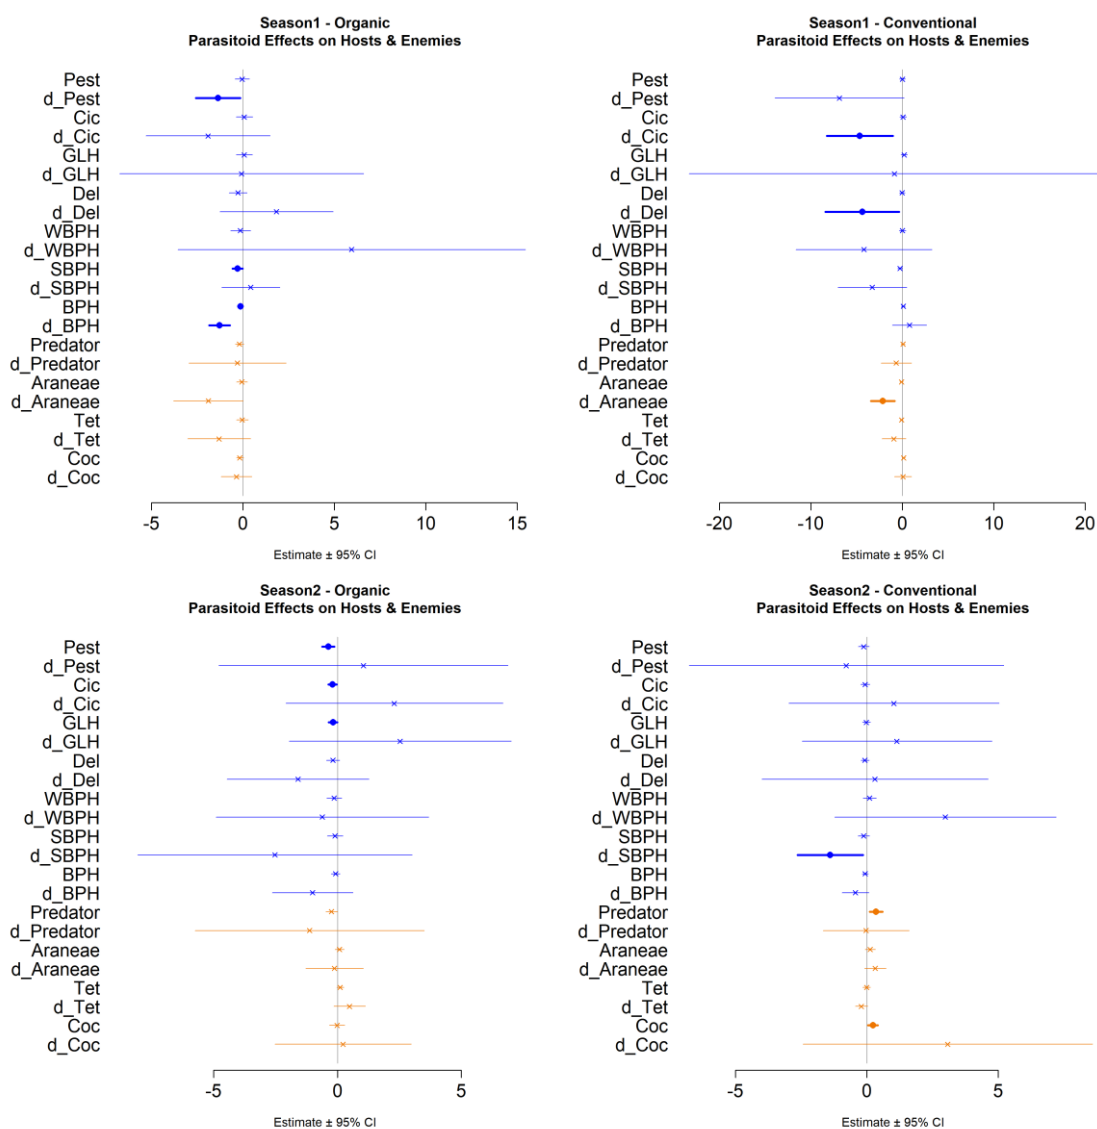 Season1 - Organic
Parasitoid Effects on Hosts & Enemies
Pest
d_Pest
Cic
d_Cic
GLH
d_GLH
Del
d_Del
WBPH
d_WBPH
SBPH
d_SBPH
BPH
d_BPH
Predator
d_Predator
Araneae
d_Araneae
Tet
d_Tet
Coc
d_Coc
-5 0 5 10 15
Estimate ± 95% CI
Season1 - Conventional
Parasitoid Effects on Hosts & Enemies
Pest
d_Pest
Cic
d_Cic
GLH
d_GLH
Del
d_Del
WBPH
d_WBPH
SBPH
d_SBPH
BPH
d_BPH
Predator
d_Predator
Araneae
d_Araneae
Tet
d_Tet
Coc
d_Coc
-20 -10 0 10 20
Estimate ± 95% CI
Season2 - Organic
Parasitoid Effects on Hosts & Enemies
Pest
d_Pest
Cic
d_Cic
GLH
d_GLH
Del
d_Del
WBPH
d_WBPH
SBPH
d_SBPH
BPH
d_BPH
Predator
d_Predator
Araneae
d_Araneae
Tet
d_Tet
Coc
d_Coc
-5 0 5
Estimate ± 95% CI
Season2 - Conventional
Parasitoid Effects on Hosts & Enemies
Pest
d_Pest
Cic
d_Cic
GLH
d_GLH
Del
d_Del
WBPH
d_WBPH
SBPH
d_SBPH
BPH
d_BPH
Predator
d_Predator
Araneae
d_Araneae
Tet
d_Tet
Coc
d_Coc
-5 0 5
Estimate ± 95% CI